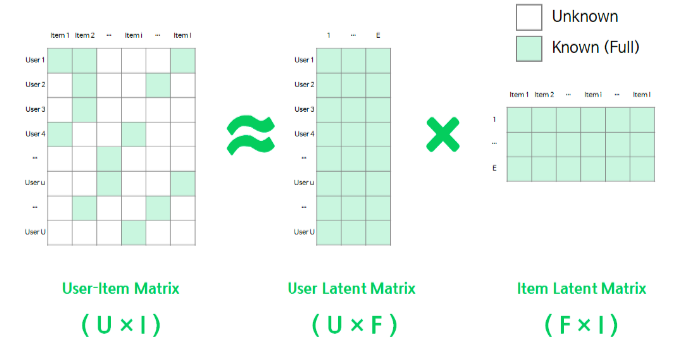 Unknown
Known (Full)
Item 1 Item 2 ... Item i ... Item I
User 1
User 2
User 3
User 4
...
User u
...
User U
1 ... E
User 1
User 2
User 3
User 4
...
User u
...
User U
Item 1 Item 2 ... Item i ... Item I
1
...
E
≈
×
User-Item Matrix
User Latent Matrix
Item Latent Matrix
( U × I )
( U × F )
( F × I )